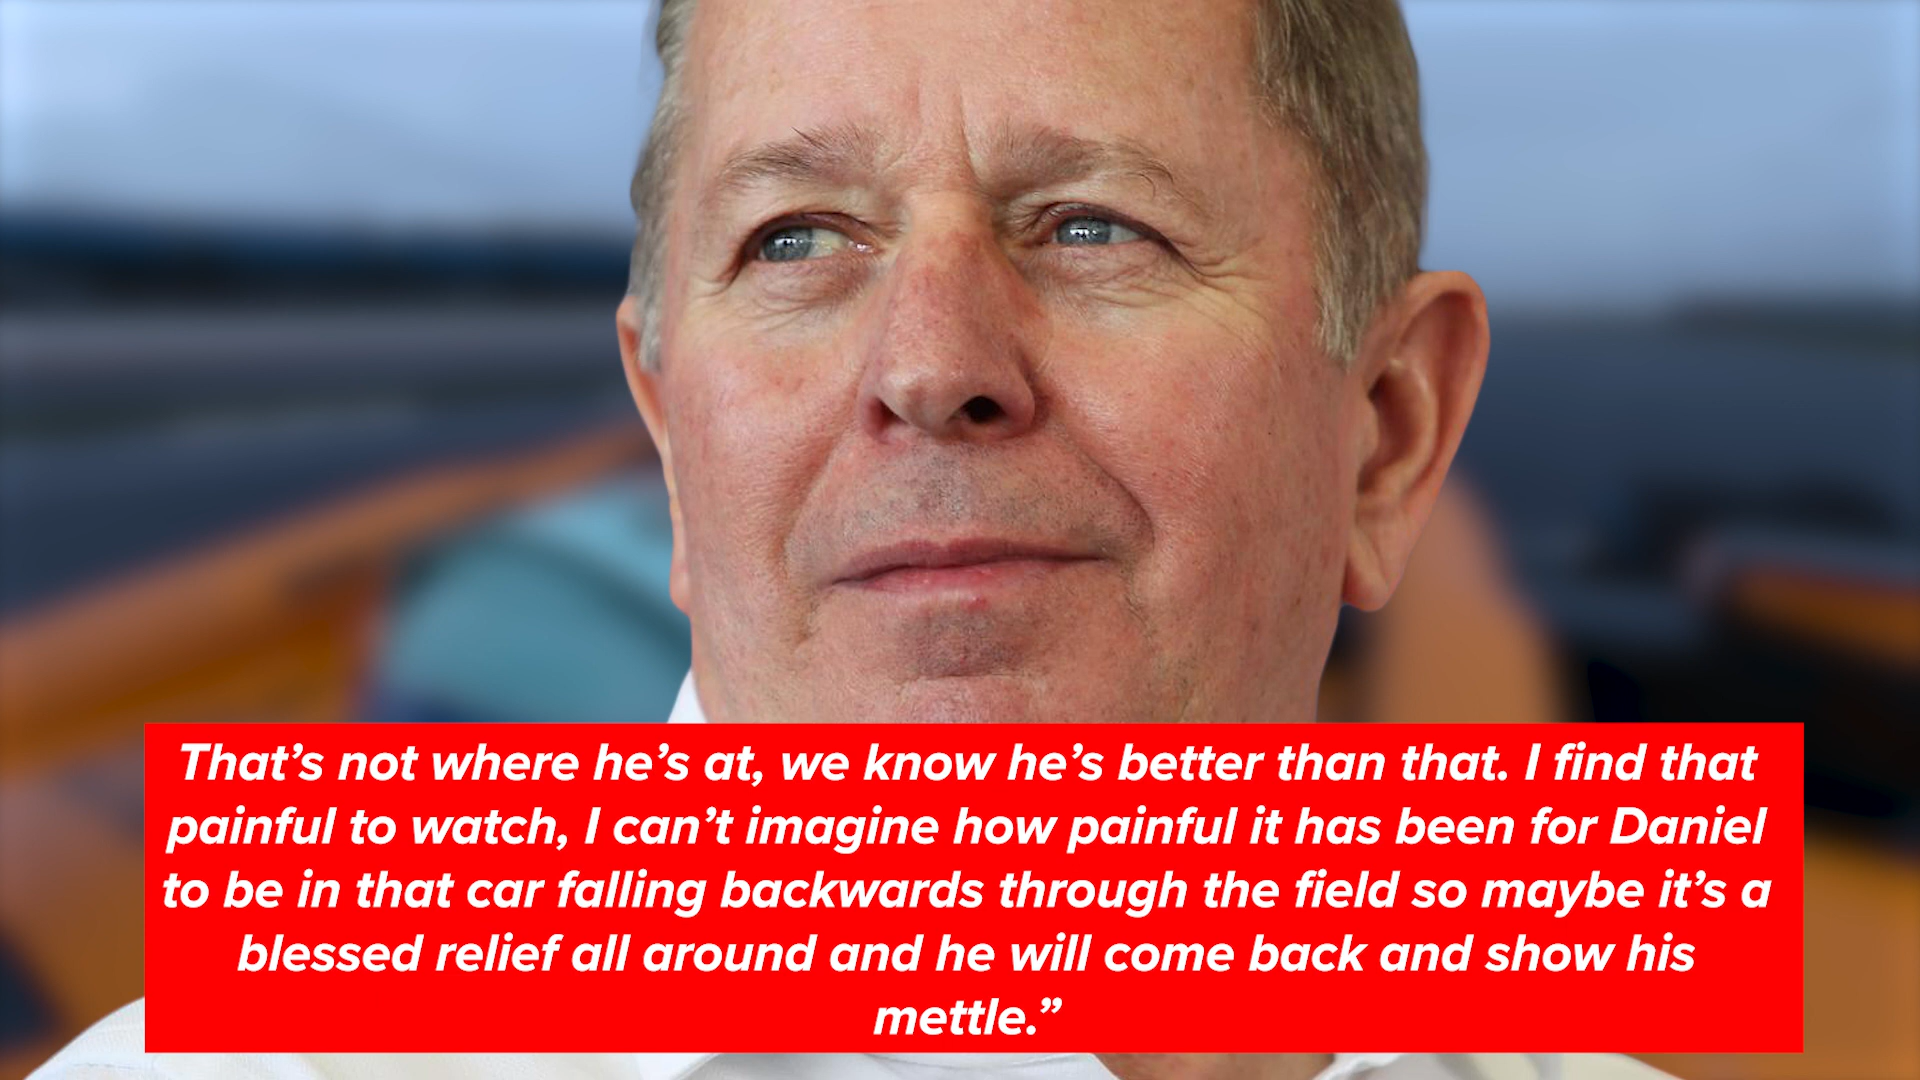 That’s not where he’s at, we know he’s better than that. I find that
painful to watch, I can’t imagine how painful it has been for Daniel
to be in that car falling backwards through the field so maybe it’s a
blessed relief all around and he will come back and show his
mettle.”